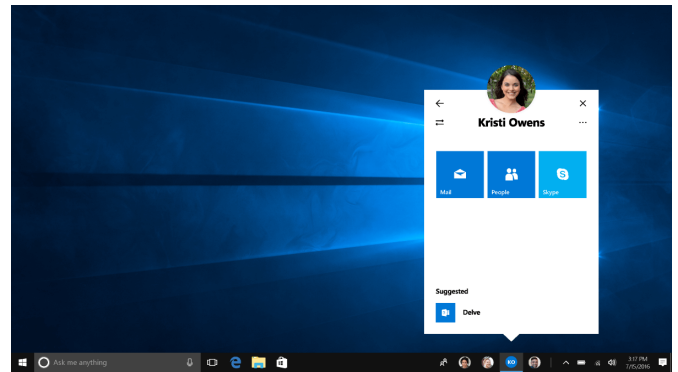 Kristi Owens
...
Mail
People
Skype
Suggested
Delve
Ask me anything
KO
3:17 PM
7/15/2016